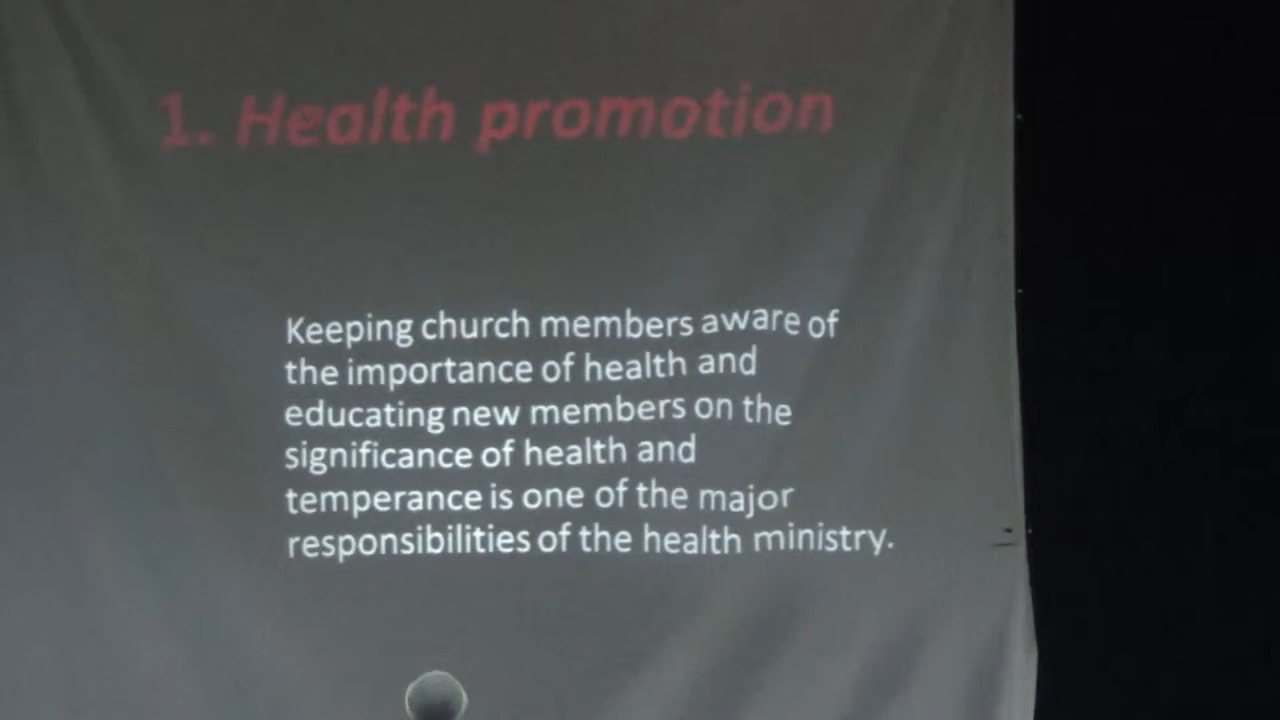 1. Health promotion
Keeping church members aware of
the importance of health and
educating new members on the
significance of health and
temperance is one of the major
responsibilities of the health ministry.